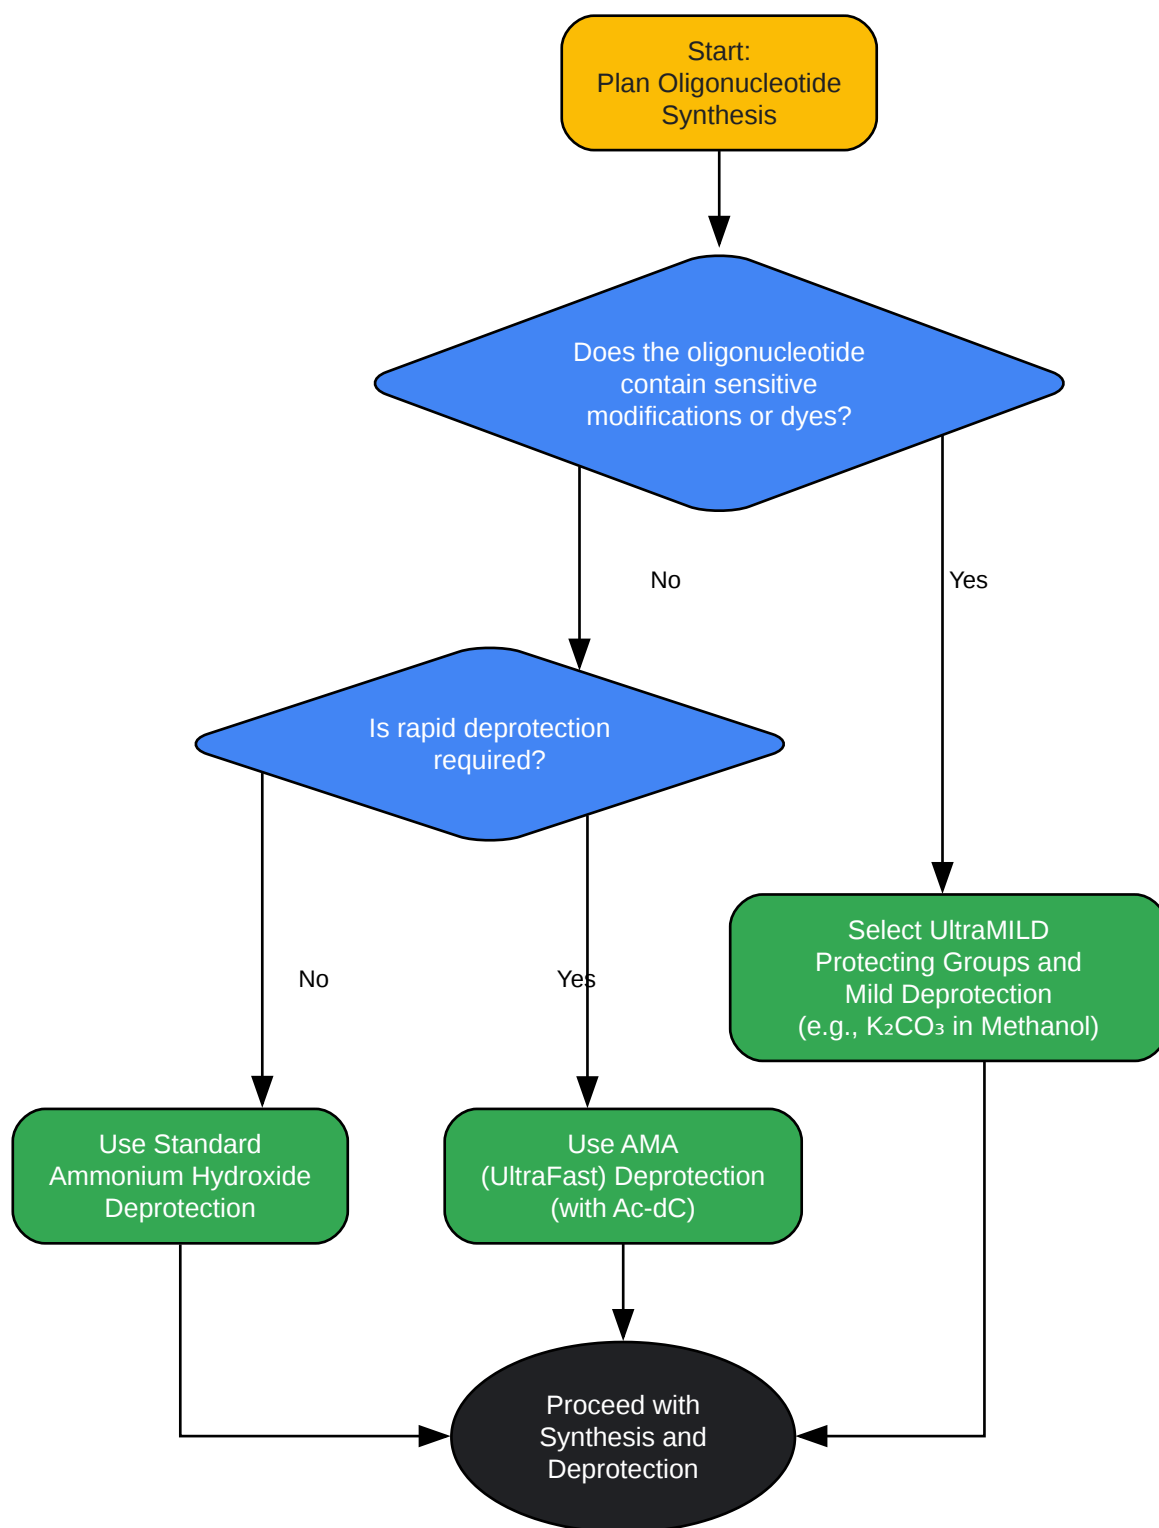 Start:
Plan Oligonucleotide
Synthesis
Does the oligonucleotide
contain sensitive
modifications or dyes?
No
Yes
Is rapid deprotection
required?
No
Yes
Select UltraMILD
Protecting Groups and
Mild Deprotection
(e.g., K₂CO₃ in Methanol)
Use Standard
Ammonium Hydroxide
Deprotection
Use AMA
(UltraFast) Deprotection
(with Ac-dC)
Proceed with
Synthesis and
Deprotection